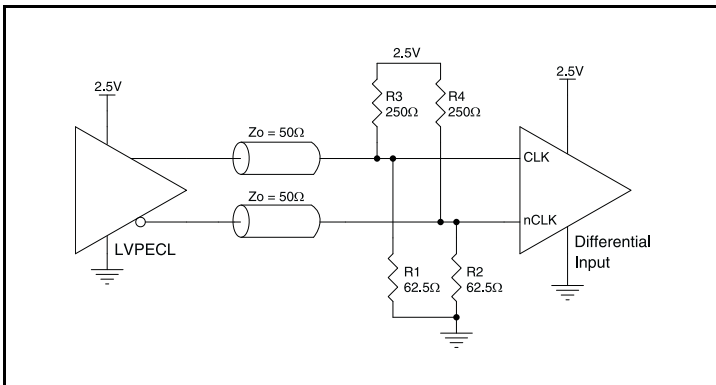 2.5V
2.5V
2.5V
R3
250Ω
R4
250Ω
Zo = 50Ω
CLK
Zo = 50Ω
nCLK
LVPECL
Differential
Input
R1
62.5Ω
R2
62.5Ω